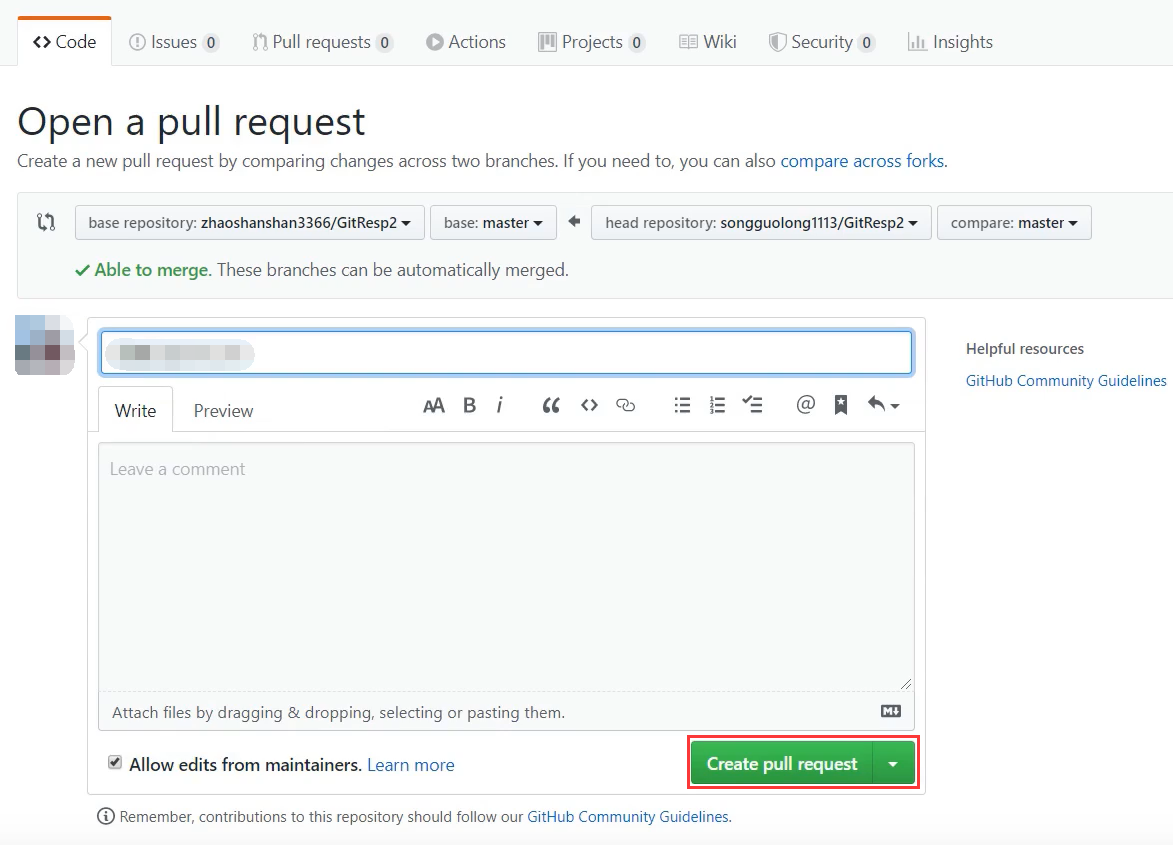 Code Issues 0 Pull requests 0 Actions Projects 0 Wiki Security 0 Insights
Open a pull request
Create a new pull request by comparing changes across two branches. If you need to, you can also compare across forks.
base repository: zhaoshanshan3366/GitResp2 base: master head repository: songguolong1113/GitResp2 compare: master
Able to merge. These branches can be automatically merged.
Helpful resources
GitHub Community Guidelines
Write Preview AA B i @
Leave a comment
Attach files by dragging & dropping, selecting or pasting them.
Allow edits from maintainers. Learn more
Create pull request
Remember, contributions to this repository should follow our GitHub Community Guidelines.